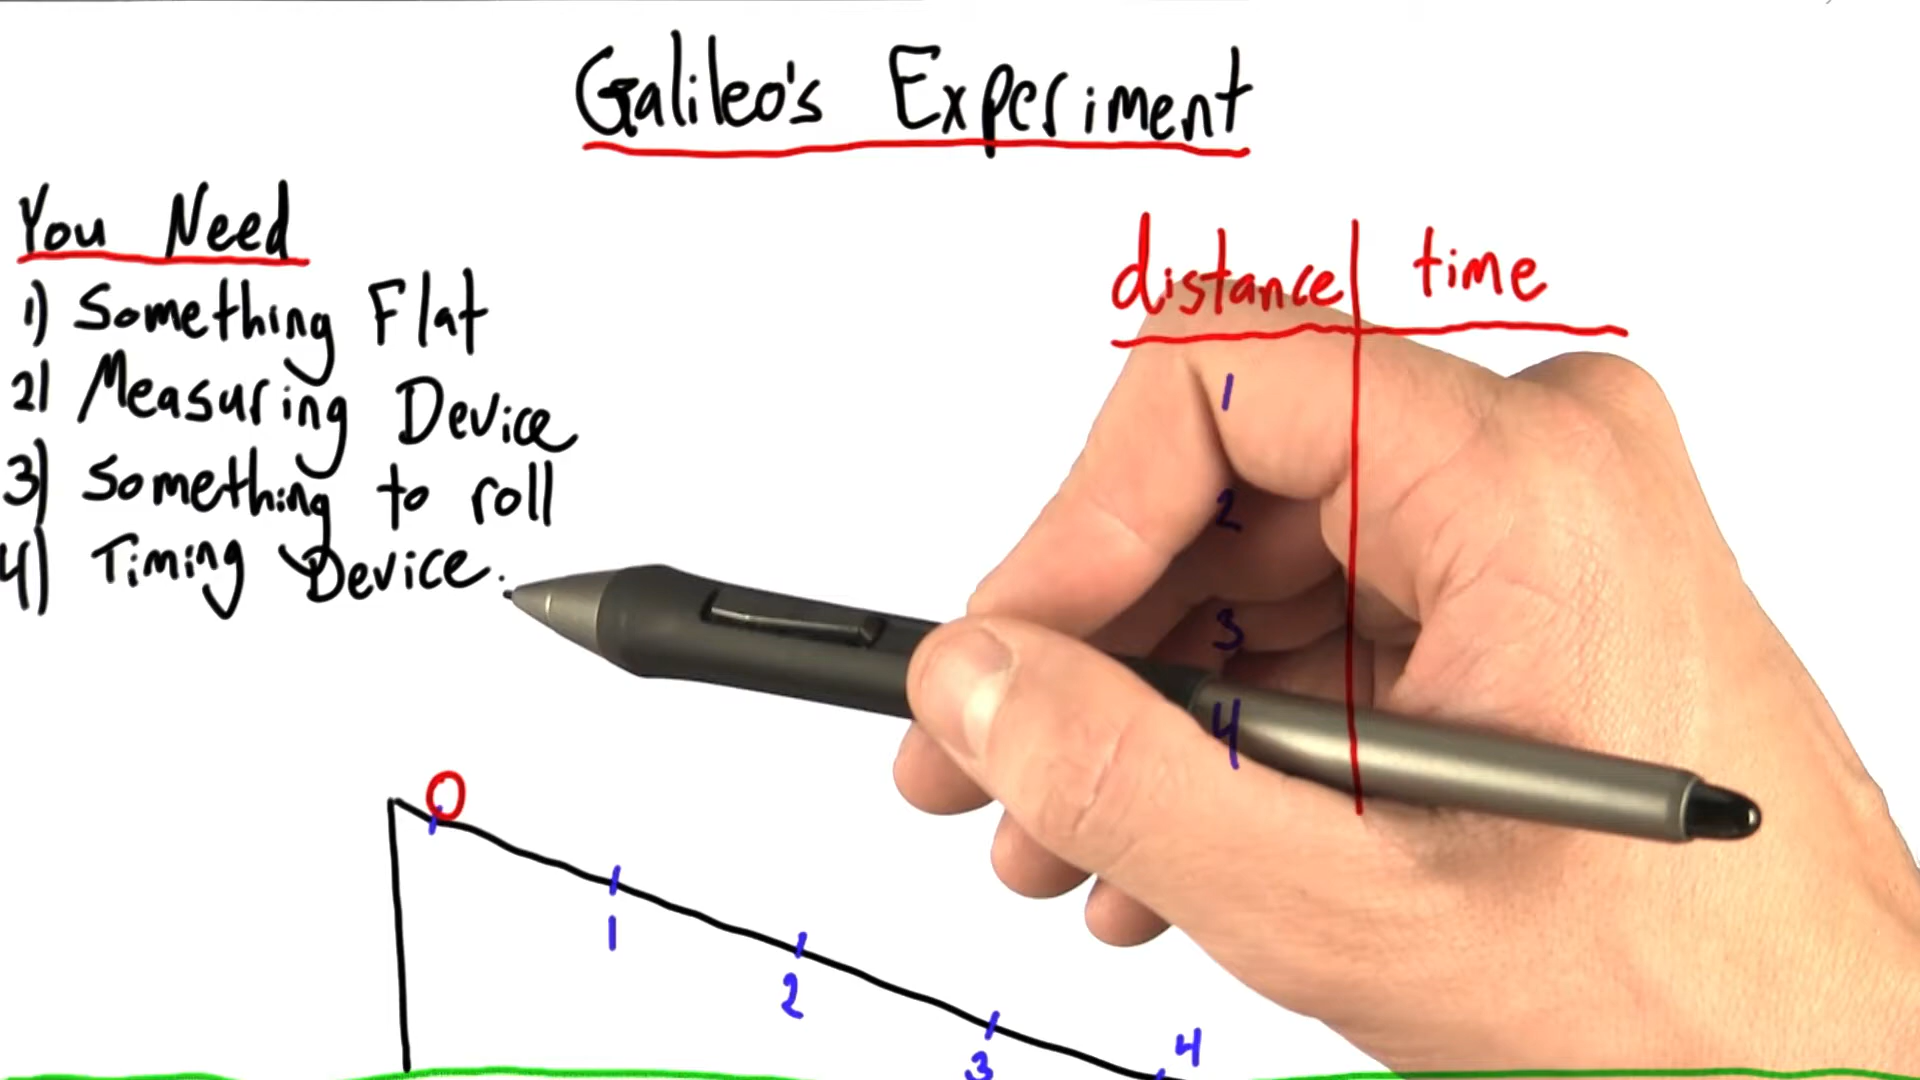 Galileo's Experiment
You Need
1) Something Flat
2) Measuring Device
3) Something to roll
4) Timing Device.
distance time
1
2
3
4
0
1
2
3
4